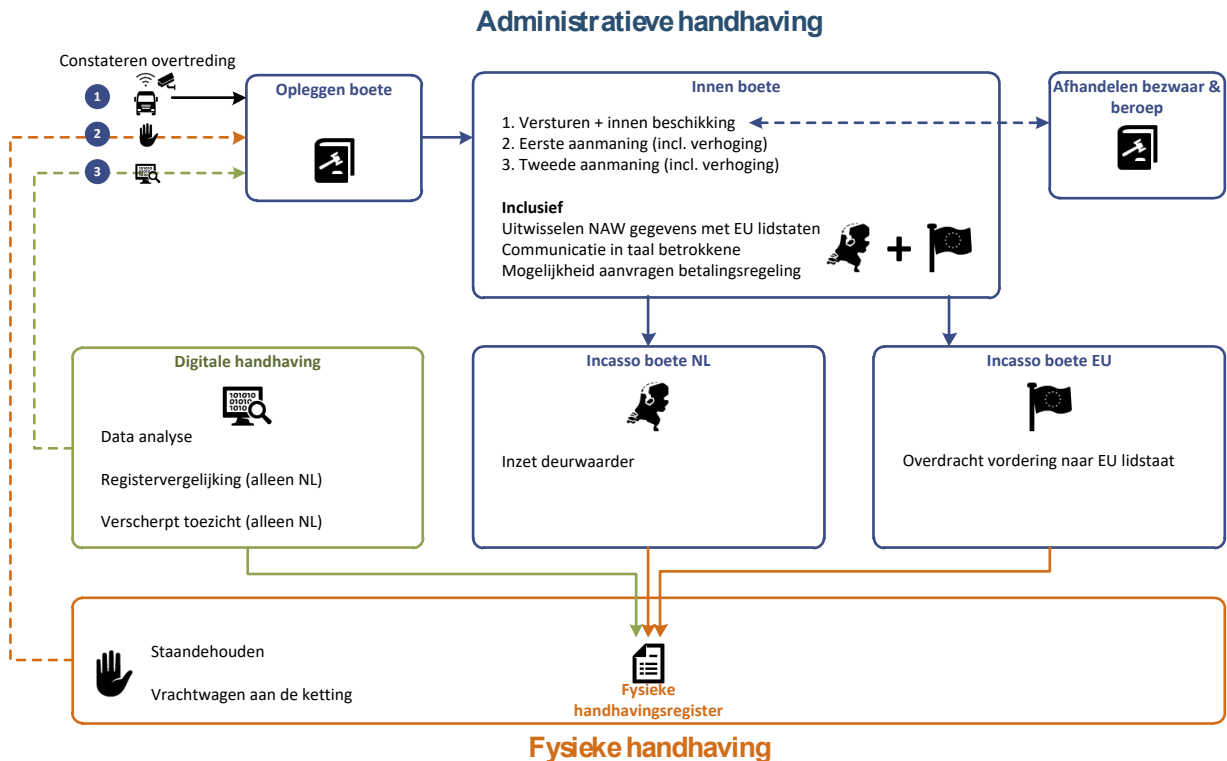 Administratieve handhaving
Constateren overtreding
1
2
3
Opleggen boete
Innen boete
1. Versturen + innen beschikking
2. Eerste aanmaning (incl. verhoging)
3. Tweede aanmaning (incl. verhoging)
Inclusief
Uitwisselen NAW gegevens met EU lidstaten
Communicatie in taal betrokkene
Mogelijkheid aanvragen betalingsregeling
Afhandelen bezwaar &
beroep
Digitale handhaving
101010
01010
1010
Data analyse
Registervergelijking (alleen NL)
Verscherpt toezicht (alleen NL)
Incasso boete NL
Inzet deurwaarder
Incasso boete EU
Overdracht vordering naar EU lidstaat
Staandehouden
Vrachtwagen aan de ketting
Fysieke
handhavingsregister
Fysieke handhaving